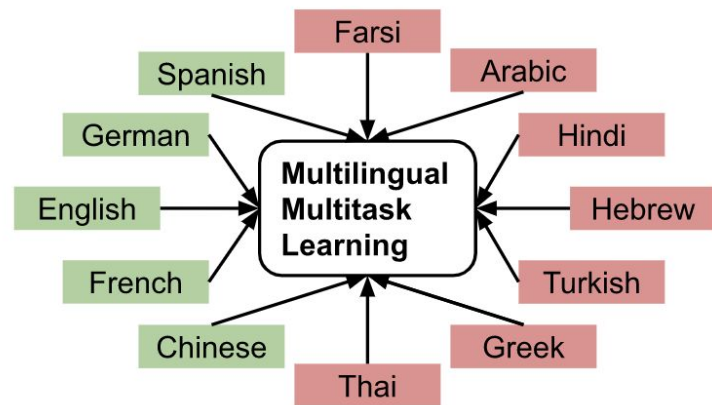 Farsi
Spanish
Arabic
German
Hindi
Multilingual
Multitask
Learning
English
Hebrew
French
Turkish
Chinese
Greek
Thai